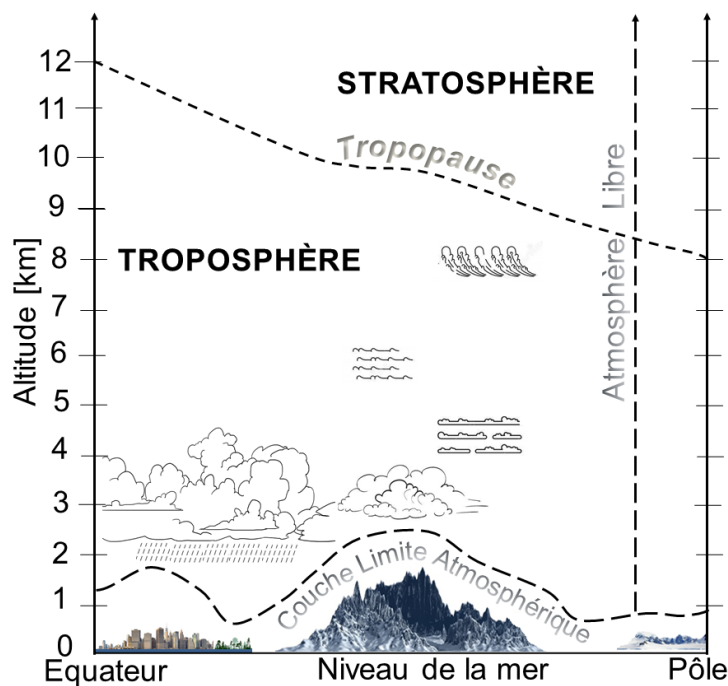 12
STRATOSPHÈRE
11
Tropopause
10
9
Atmosphère Libre
TROPOSPHÈRE
8
7
Altitude [km]
6
5
4
3
2
Couche Limite Atmosphérique
1
0
Equateur
Niveau de la mer
Pôle